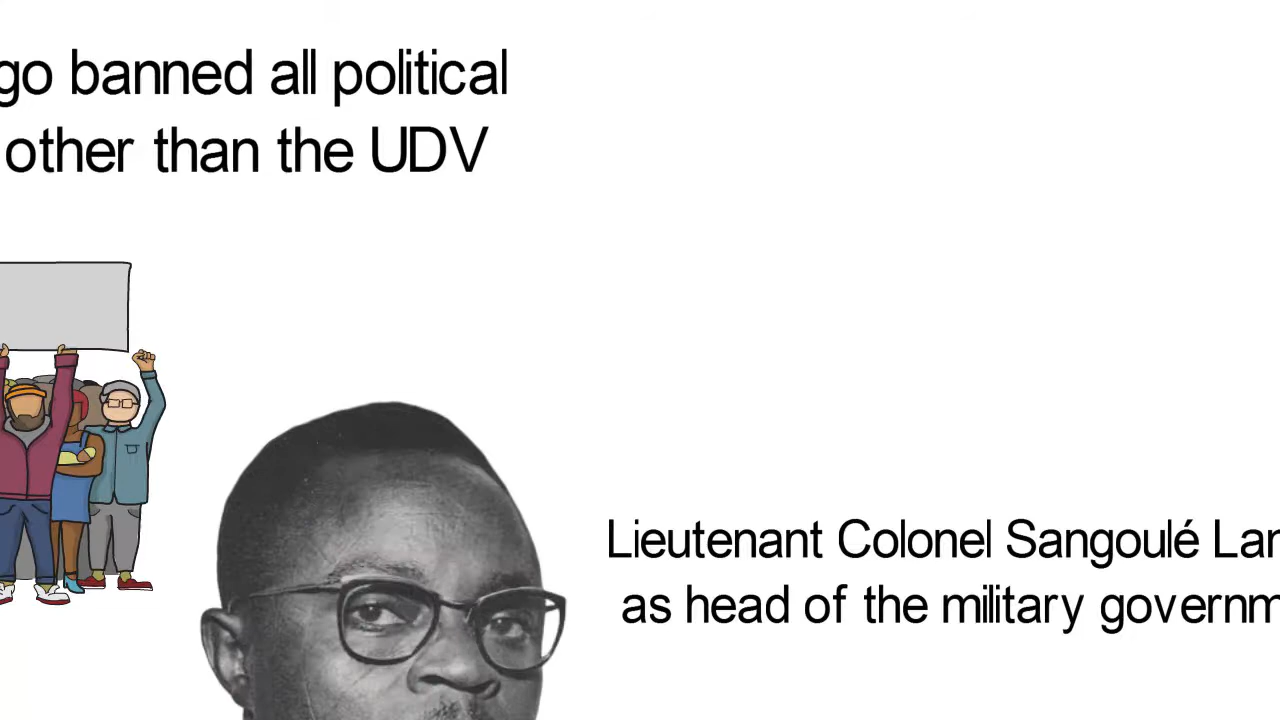 go banned all political
other than the UDV
Lieutenant Colonel Sangoulé Lar
as head of the military governm